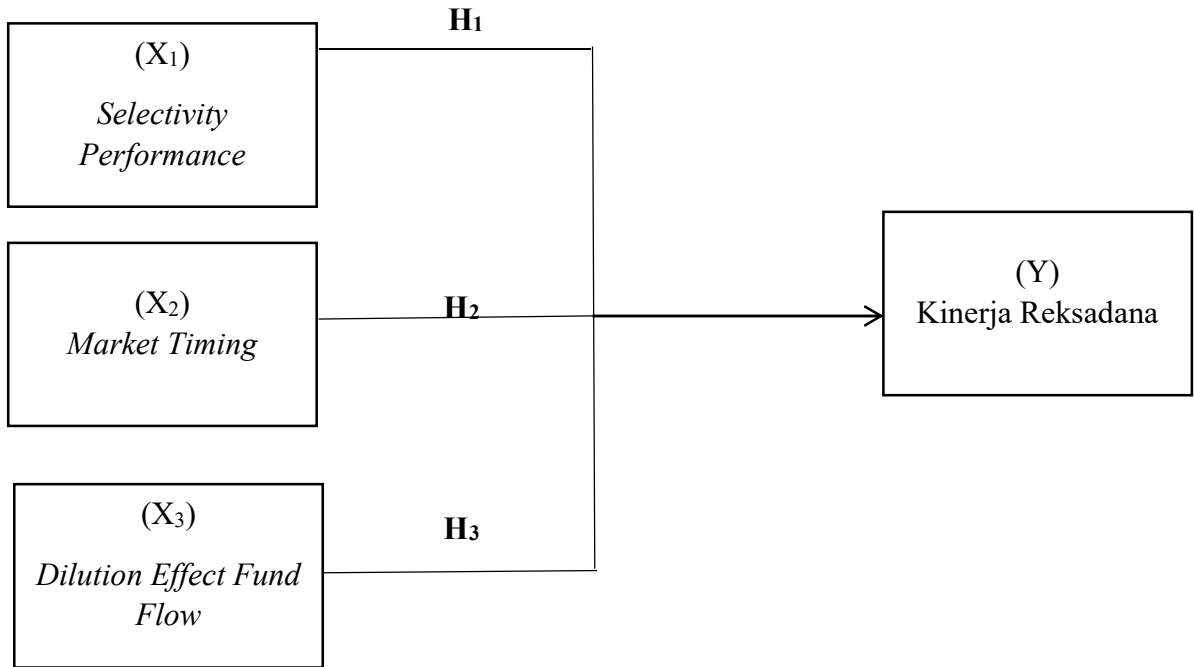 H1
(X1)
Selectivity
Performance
(X2)
Market Timing
H2
(Y)
Kinerja Reksadana
(X3)
Dilution Effect Fund
Flow
H3